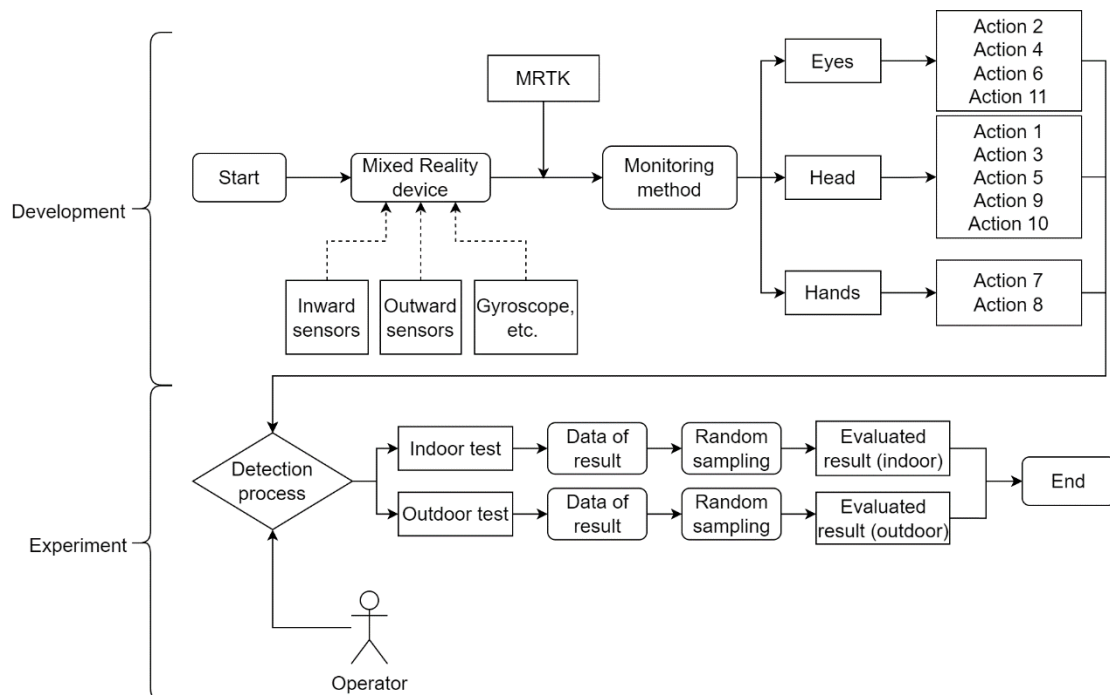 MRTK
Start
Mixed Reality
device
Monitoring
method
Eyes
Action 2
Action 4
Action 6
Action 11
Head
Action 1
Action 3
Action 5
Action 9
Action 10
Hands
Action 7
Action 8
Development
Inward
sensors
Outward
sensors
Gyroscope,
etc.
Detection
process
Indoor test
Data of
result
Random
sampling
Evaluated
result (indoor)
Outdoor test
Data of
result
Random
sampling
Evaluated
result (outdoor)
End
Experiment
Operator